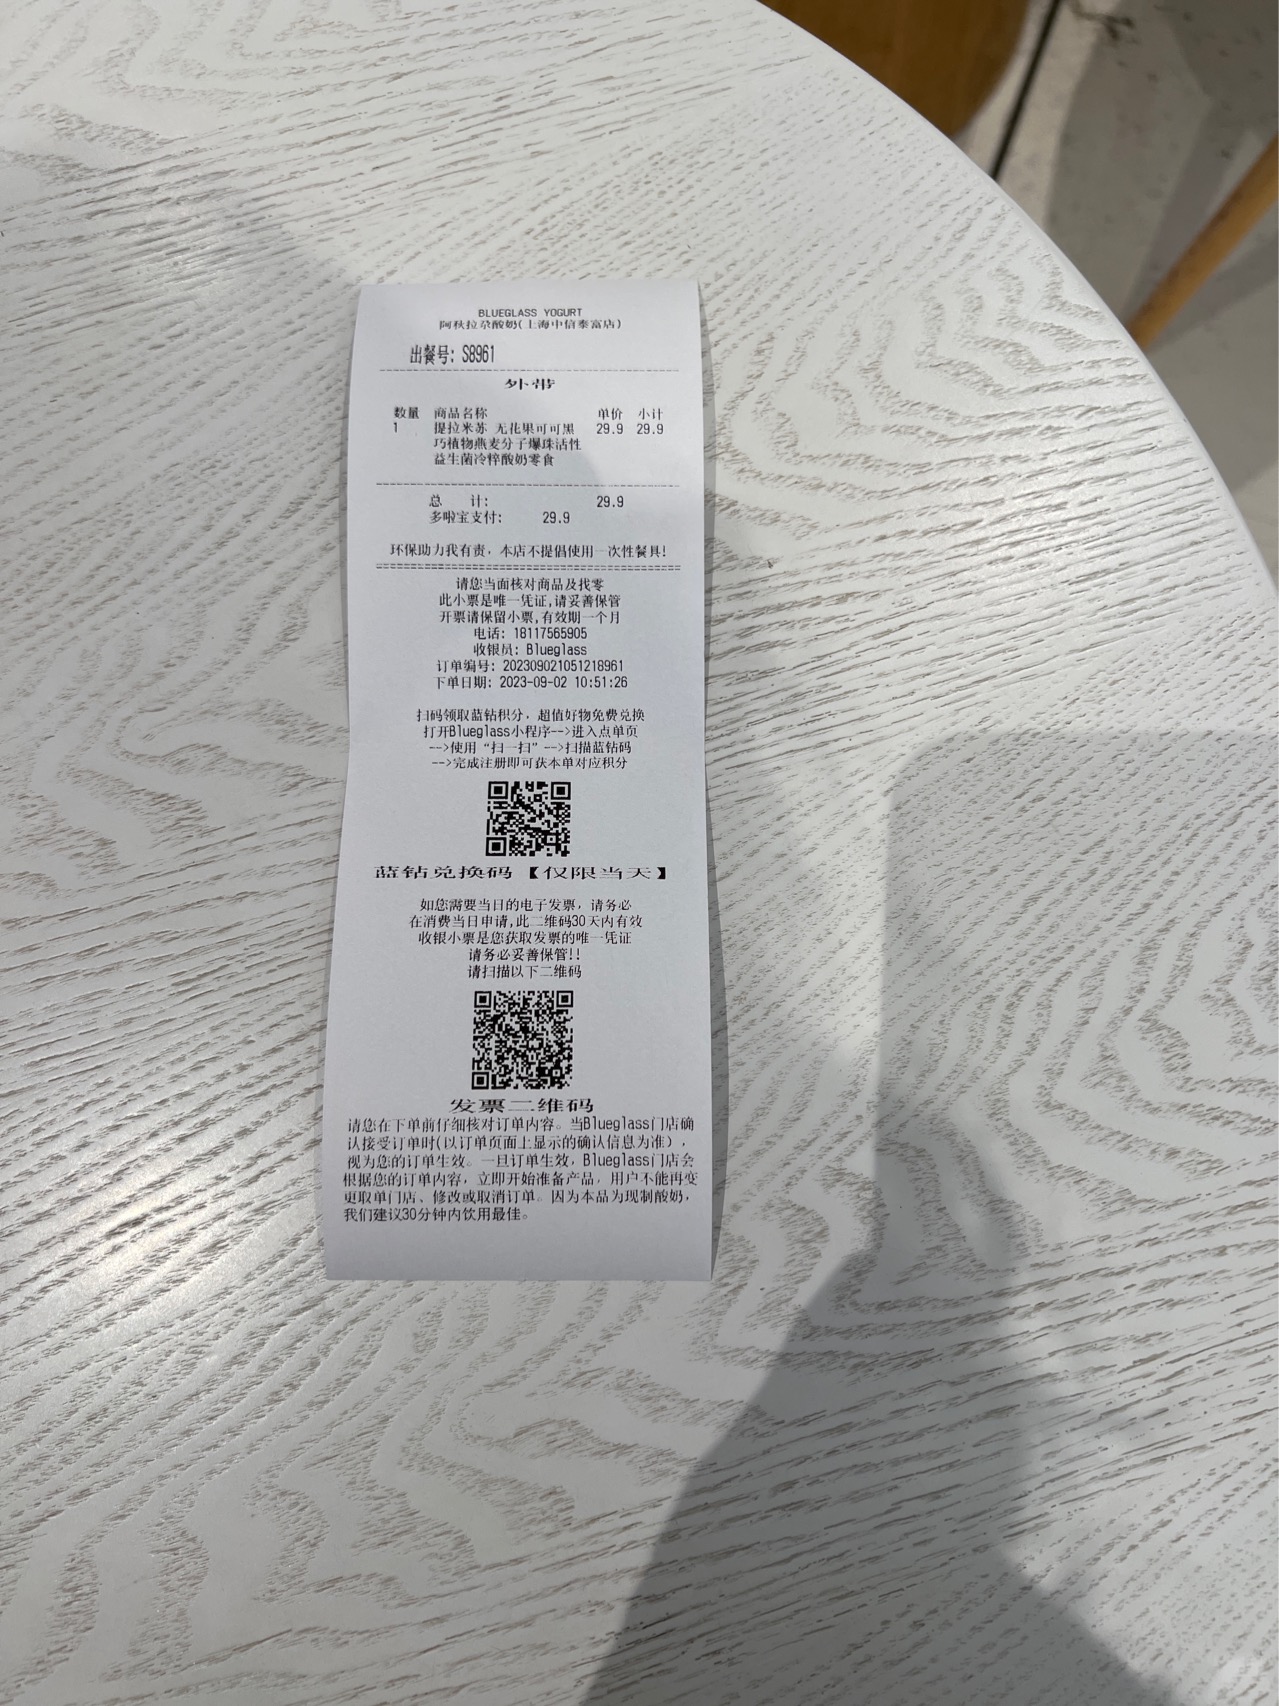 BLUEGLASS YOGURT
阿秋拉尕酸奶(上海中信泰富店)
出餐号: S8961
外带
数量 商品名称 单价 小计
1 提拉米苏 无花果可可黑 29.9 29.9
巧植物燕麦分子爆珠活性
益生菌冷粹酸奶零食
总 计: 29.9
多啦宝支付: 29.9
环保助力我有责，本店不提倡使用一次性餐具!
请您当面核对商品及找零
此小票是唯一凭证,请妥善保管
开票请保留小票,有效期一个月
电话: 18117565905
收银员: Blueglass
订单编号: 202309021051218961
下单日期: 2023-09-02 10:51:26
扫码领取蓝钻积分，超值好物免费兑换
打开Blueglass小程序-->进入点单页
-->使用“扫一扫”-->扫描蓝钻码
-->完成注册即可获本单对应积分
蓝钻兑换码【仅限当天】
如您需要当日的电子发票，请务必
在消费当日申请,此二维码30天内有效
收银小票是您获取发票的唯一凭证
请务必妥善保管!!
请扫描以下二维码
发票二维码
请您在下单前仔细核对订单内容。当Blueglass门店确
认接受订单时(以订单页面上显示的确认信息为准)，
视为您的订单生效。一旦订单生效，Blueglass门店会
根据您的订单内容，立即开始准备产品，用户不能再变
更取单门店、修改或取消订单。因为本品为现制酸奶，
我们建议30分钟内饮用最佳。